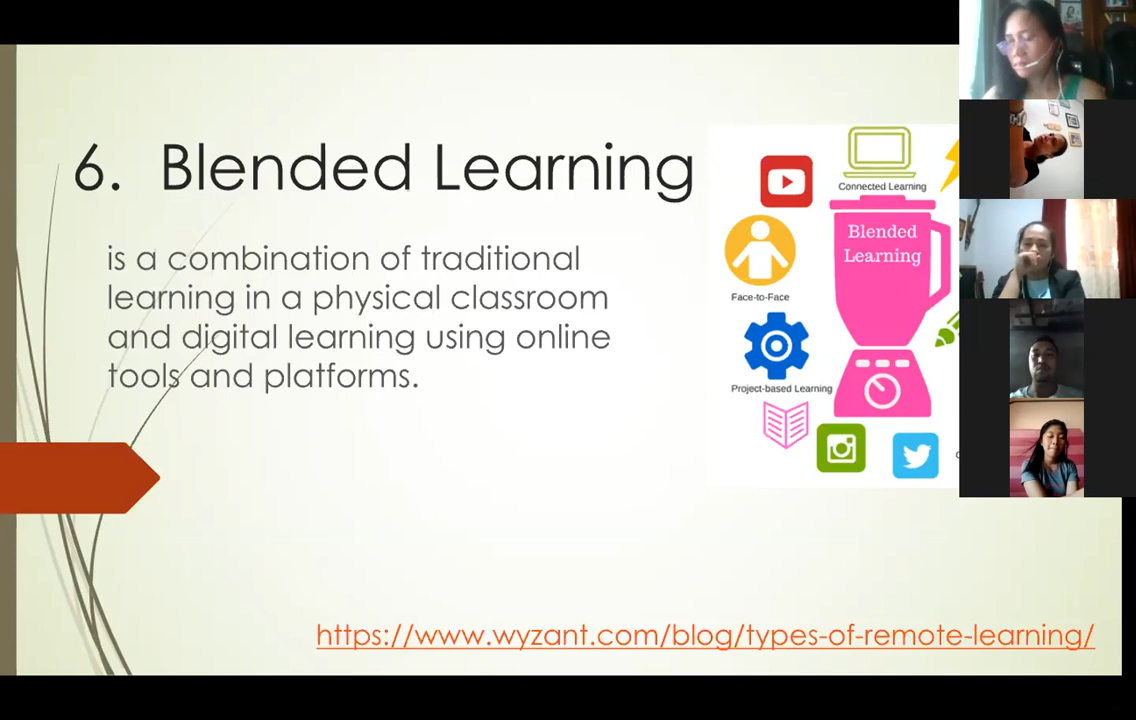 6. Blended Learning
is a combination of traditional
learning in a physical classroom
and digital learning using online
tools and platforms.
Connected Learning
Blended
Learning
Face-to-Face
Project-based Learning
https://www.wyzant.com/blog/types-of-remote-learning/